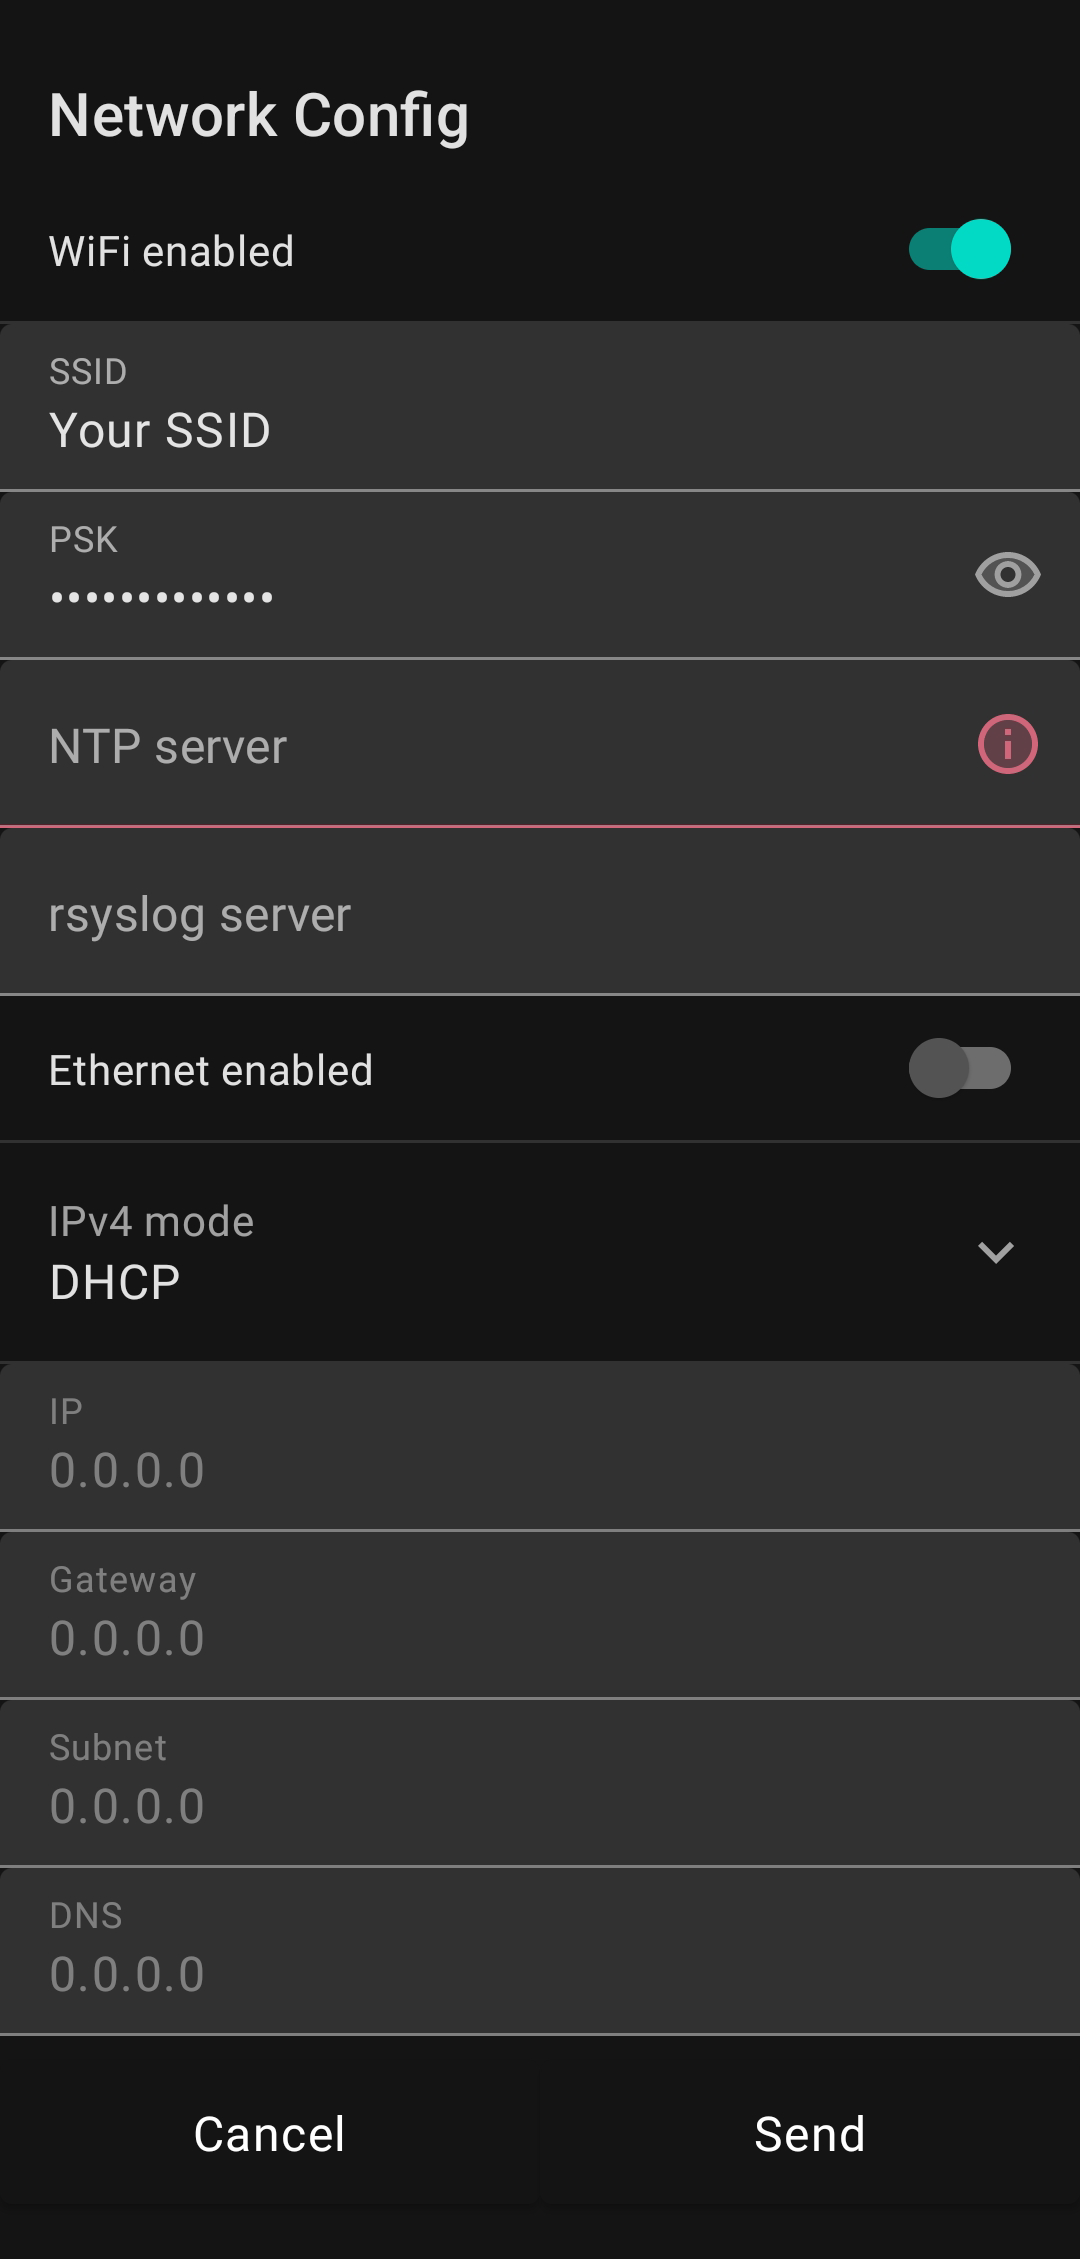 Network Config
WiFi enabled
SSID
Your SSID
PSK
•••••••••••••
NTP server
rsyslog server
Ethernet enabled
IPv4 mode
DHCP
IP
0.0.0.0
Gateway
0.0.0.0
Subnet
0.0.0.0
DNS
0.0.0.0
Cancel
Send